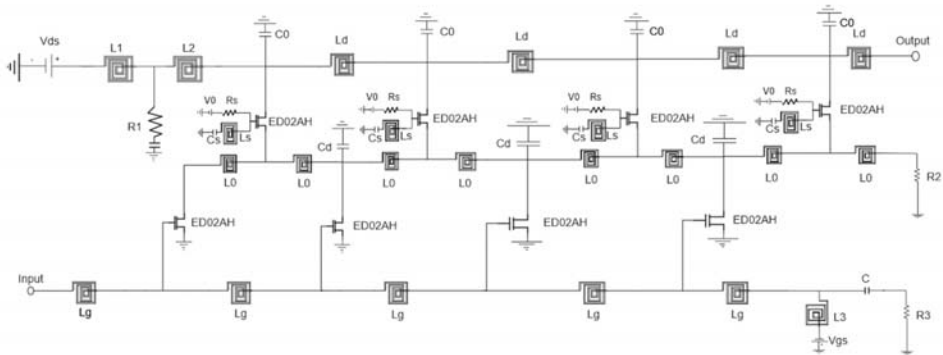 Vds L1 L2 C0 Ld C0 Ld C0 Ld C0 Ld Output
R1
V0 Rs ED02AH Cs Ls
V0 Rs ED02AH Cs Ls
V0 Rs ED02AH Cs Ls
V0 Rs ED02AH Cs Ls
Cd Cd Cd
L0 L0 L0 L0 L0 L0 L0 L0 R2
ED02AH ED02AH ED02AH ED02AH
Input
Lg Lg Lg Lg Lg C R3
L3
Vgs